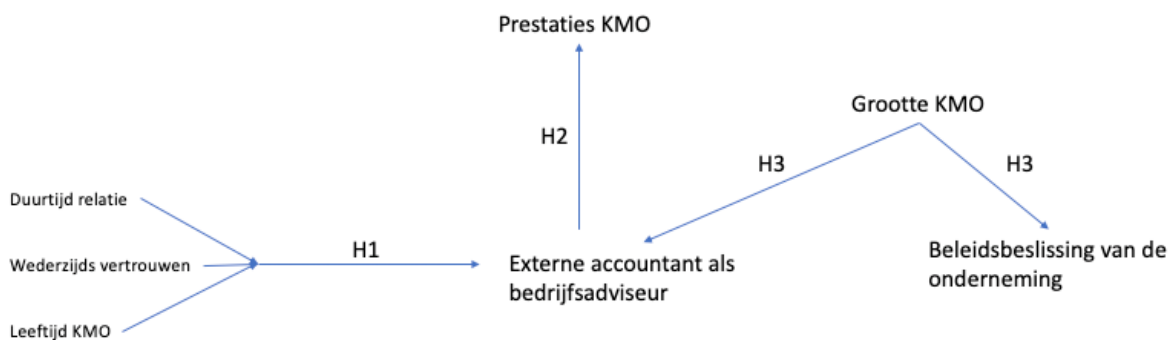 Prestaties KMO
Grootte KMO
H2
H3
H3
Duurtijd relatie
H1
Wederzijds vertrouwen
Externe accountant als
bedrijfsadviseur
Beleidsbeslissing van de
onderneming
Leeftijd KMO